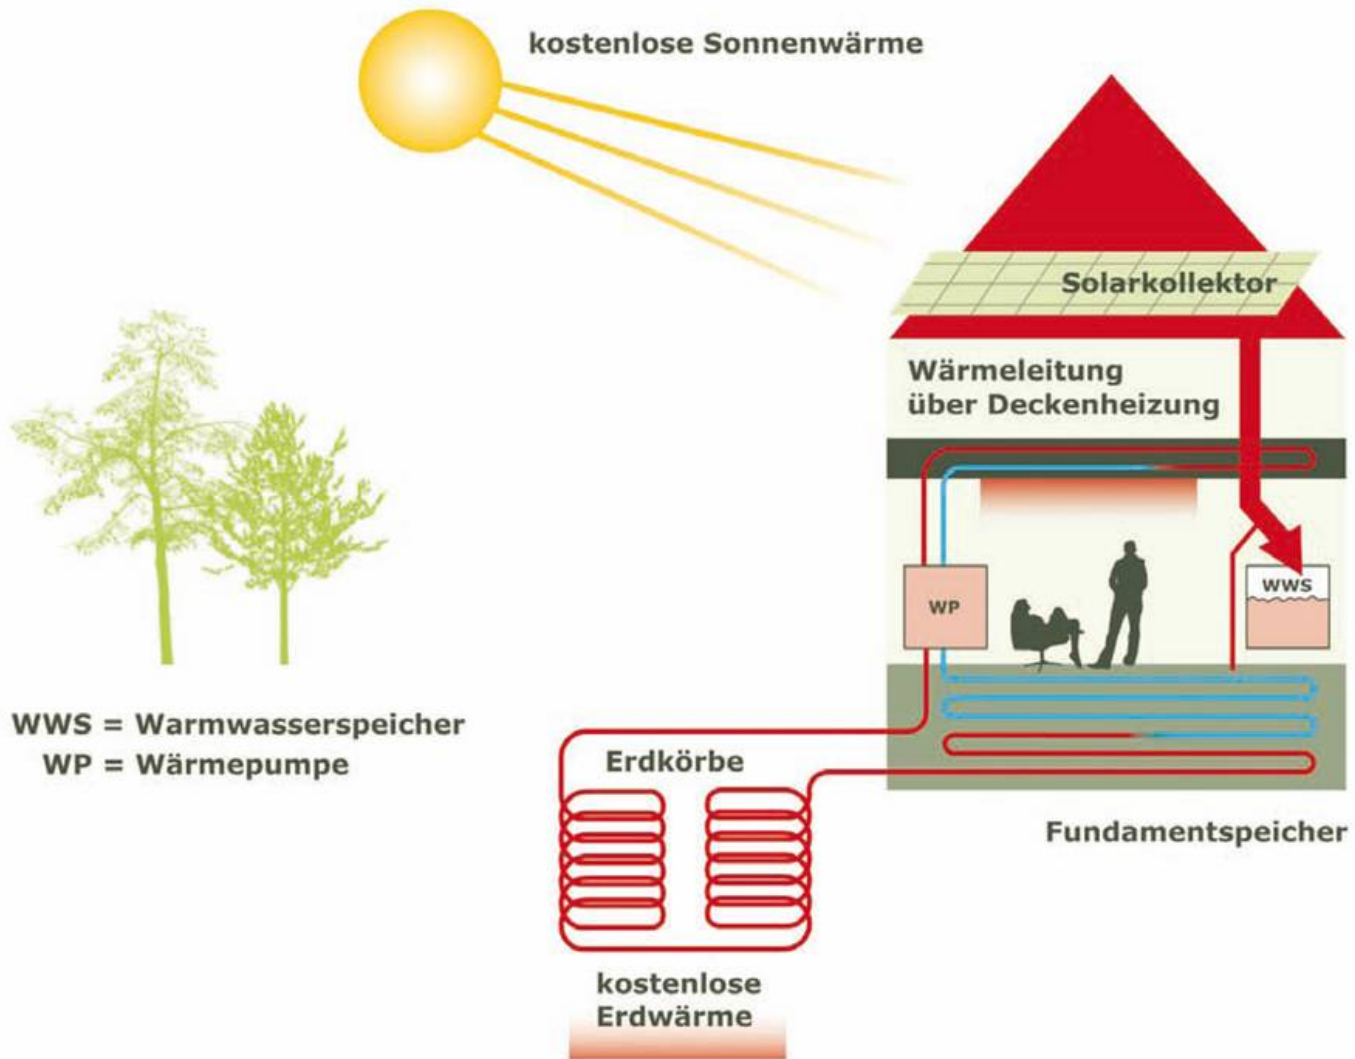 kostenlose Sonnenwärme
Solarkollektor
Wärmeleitung
über Deckenheizung
WP
WWS
WWS = Warmwasserspeicher
WP = Wärmepumpe
Erdkörbe
Fundamentspeicher
kostenlose
Erdwärme